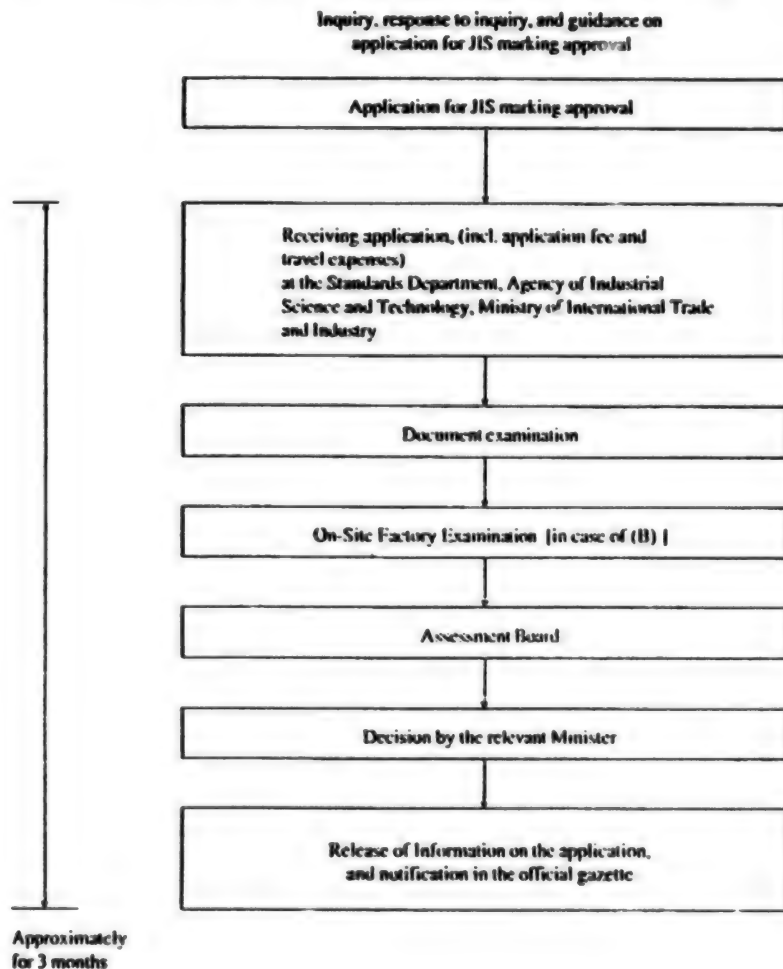 Inquiry, response to inquiry, and guidance on
application for JIS marking approval
Application for JIS marking approval
Receiving application, (incl. application fee and
travel expenses)
at the Standards Department, Agency of Industrial
Science and Technology, Ministry of International Trade
and Industry
Document examination
On-Site Factory Examination [in case of (B) ]
Assessment Board
Decision by the relevant Minister
Release of Information on the application,
and notification in the official gazette
Approximately
for 3 months